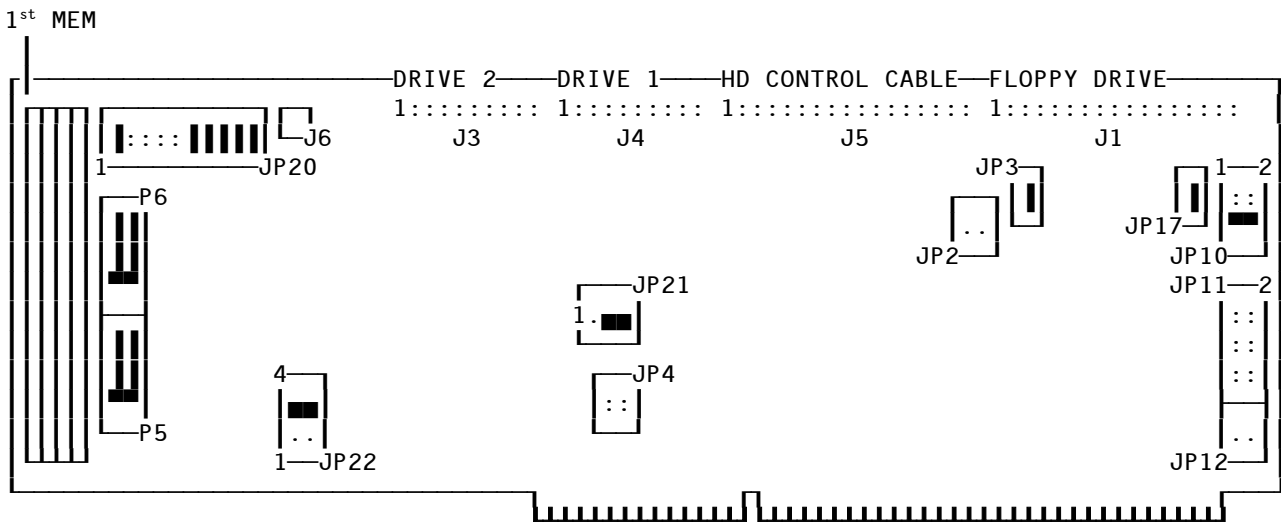 1st MEM
DRIVE 2 DRIVE 1 HD CONTROL CABLE FLOPPY DRIVE
1::::::::: 1::::::::: 1:::::::::::::::: 1::::::::::::::::
:::: J6 J3 J4 J5 J1
1 JP20 JP3 1 2
P6 ::
.. JP17
JP2 JP10
JP21 JP11 2
1. ::
::
4 JP4 ::
::
P5 .. ..
1 JP22 JP12